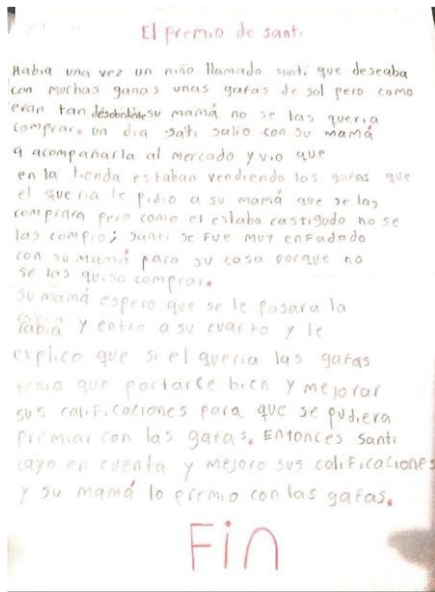 El premio de santi
Habia una vez un niño llamado santi que deseaba
con muchas ganas unas gafas de sol pero como
eran tan desobediente su mamá no se las queria
comprar. un dia sati salio con su mamá
a acompañarla al mercado y vio que
en la tienda estaban vendiendo las gafas que
el queria le pidio a su mamá que se las
comprara pero como el estaba castigado no se
las compro; santi se fue muy enfadado
con su mamá para su casa porque no
se las quiso comprar.
su mamá espero que se le pasara la
rabia y entro a su cuarto y le
explico que si el queria las gafas
tenia que portarse bien y mejorar
sus calificaciones para que se pudiera
premiar con las gafas. Entonces santi
cayo en cuenta y mejoro sus calificaciones
y su mamá lo premio con las gafas.
Fin